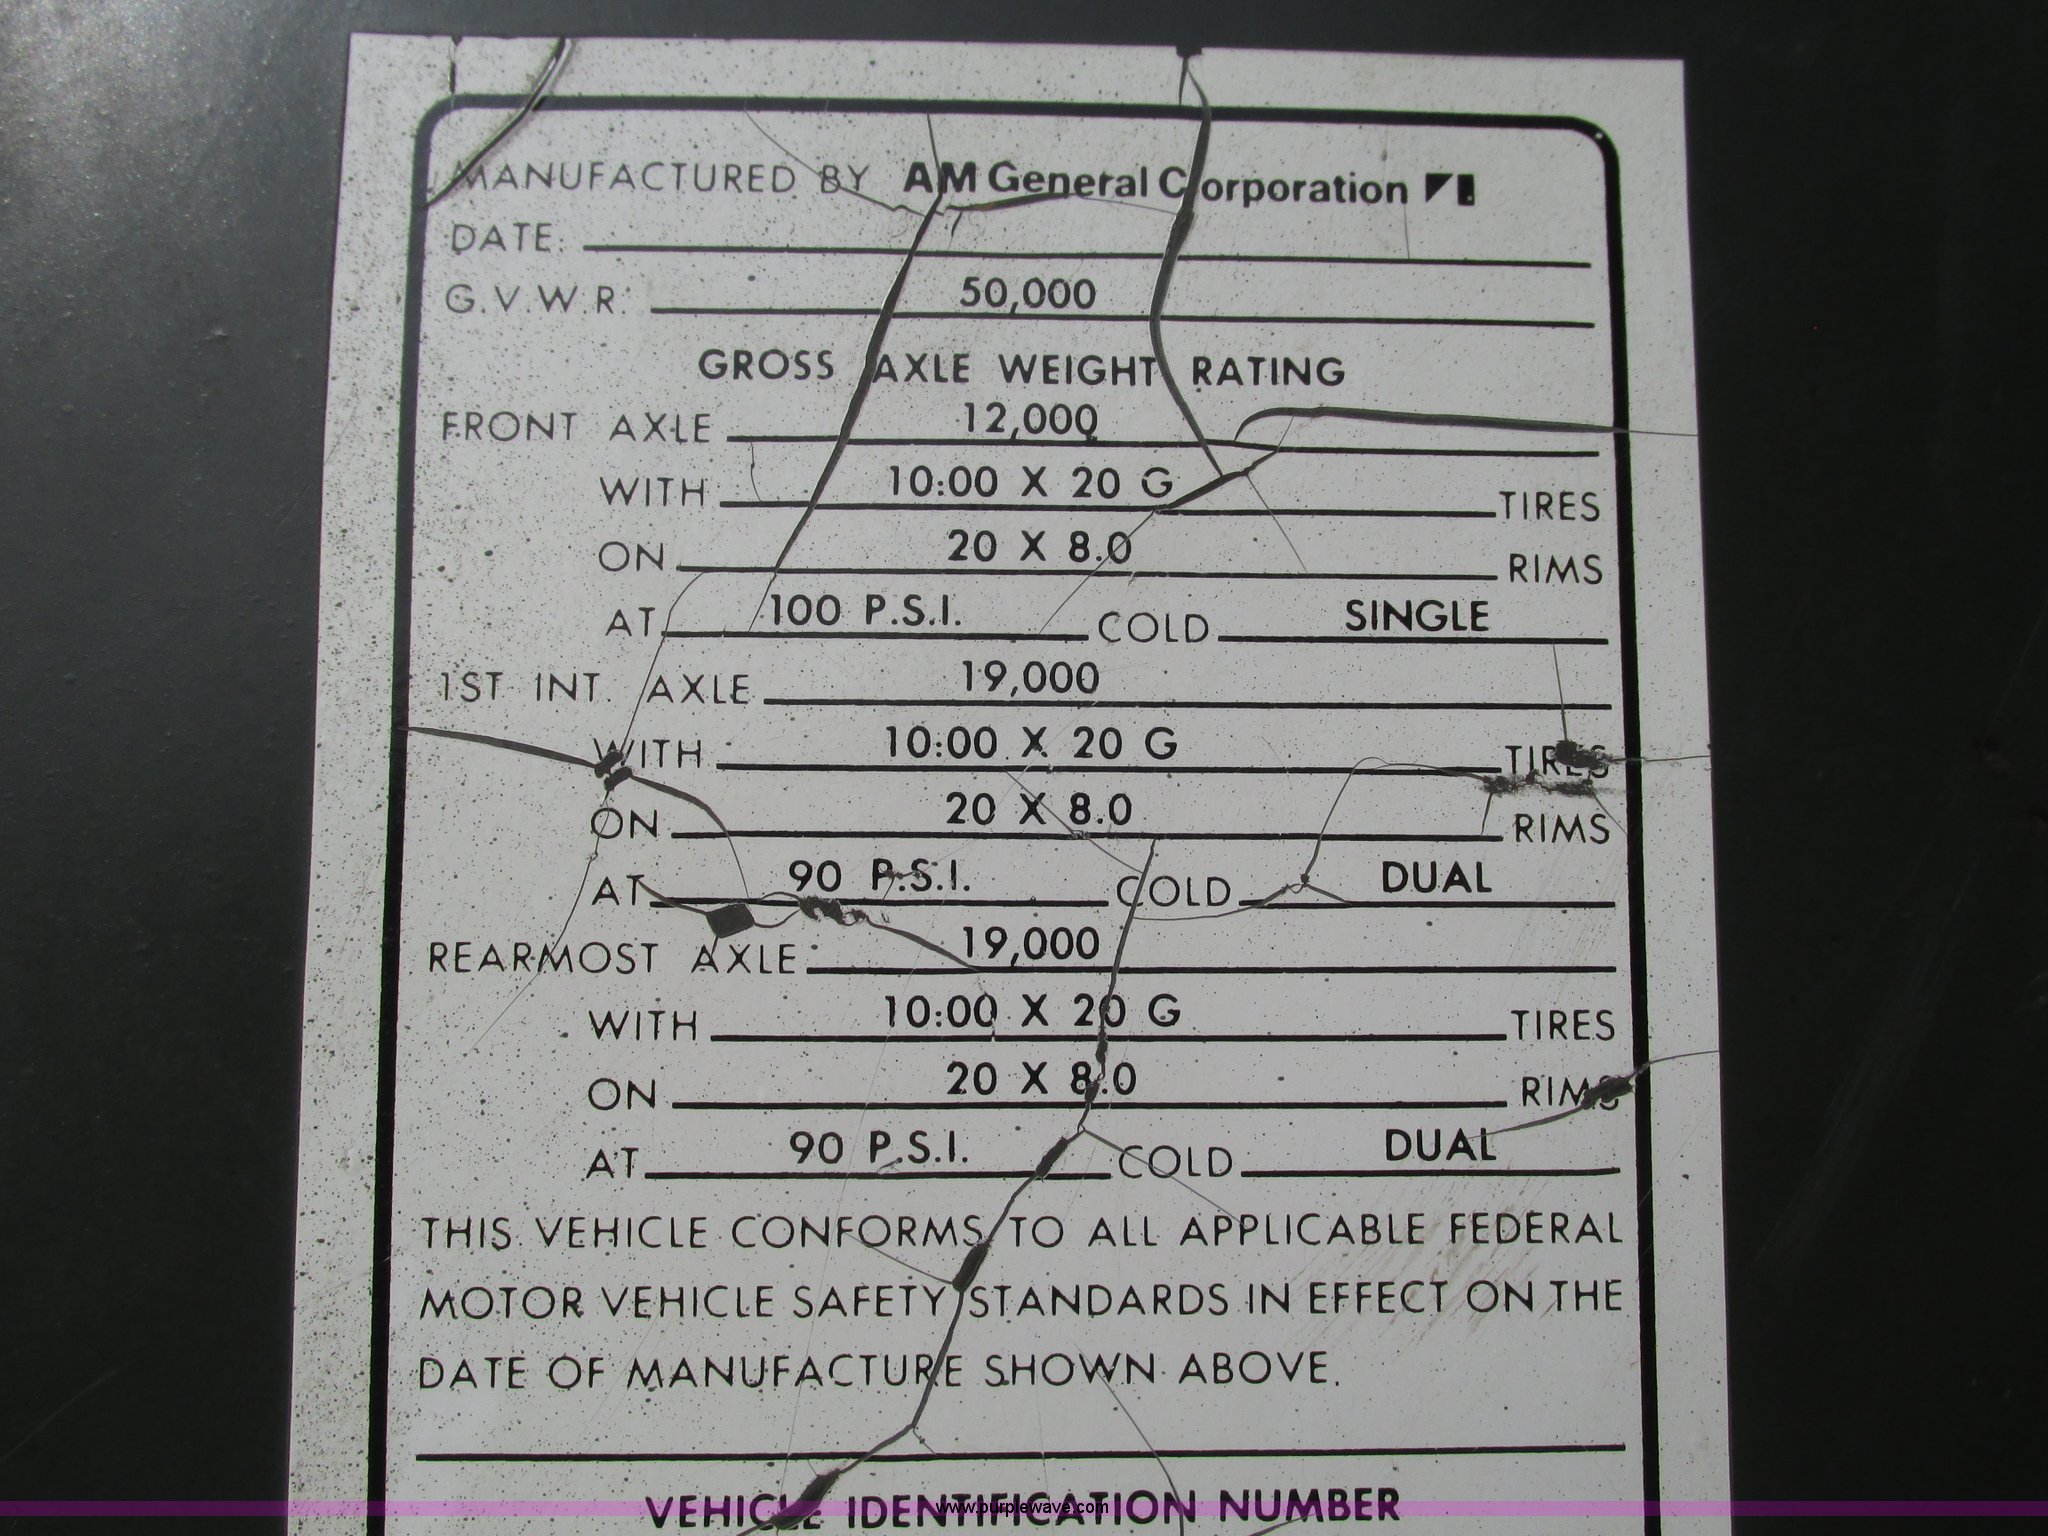 MANUFACTURED BY AM General Corporation
DATE:
G.V.W.R. 50,000
GROSS AXLE WEIGHT RATING
FRONT AXLE 12,000
WITH 10:00 X 20 G TIRES
ON 20 X 8.0 RIMS
AT 100 P.S.I. COLD SINGLE
1ST INT. AXLE 19,000
WITH 10:00 X 20 G TIRES
ON 20 X 8.0 RIMS
AT 90 P.S.I. COLD DUAL
REARMOST AXLE 19,000
WITH 10:00 X 20 G TIRES
ON 20 X 8.0 RIMS
AT 90 P.S.I. COLD DUAL
THIS VEHICLE CONFORMS TO ALL APPLICABLE FEDERAL
MOTOR VEHICLE SAFETY STANDARDS IN EFFECT ON THE
DATE OF MANUFACTURE SHOWN ABOVE.
VEHICLE IDENTIFICATION NUMBER
www.purplewave.com